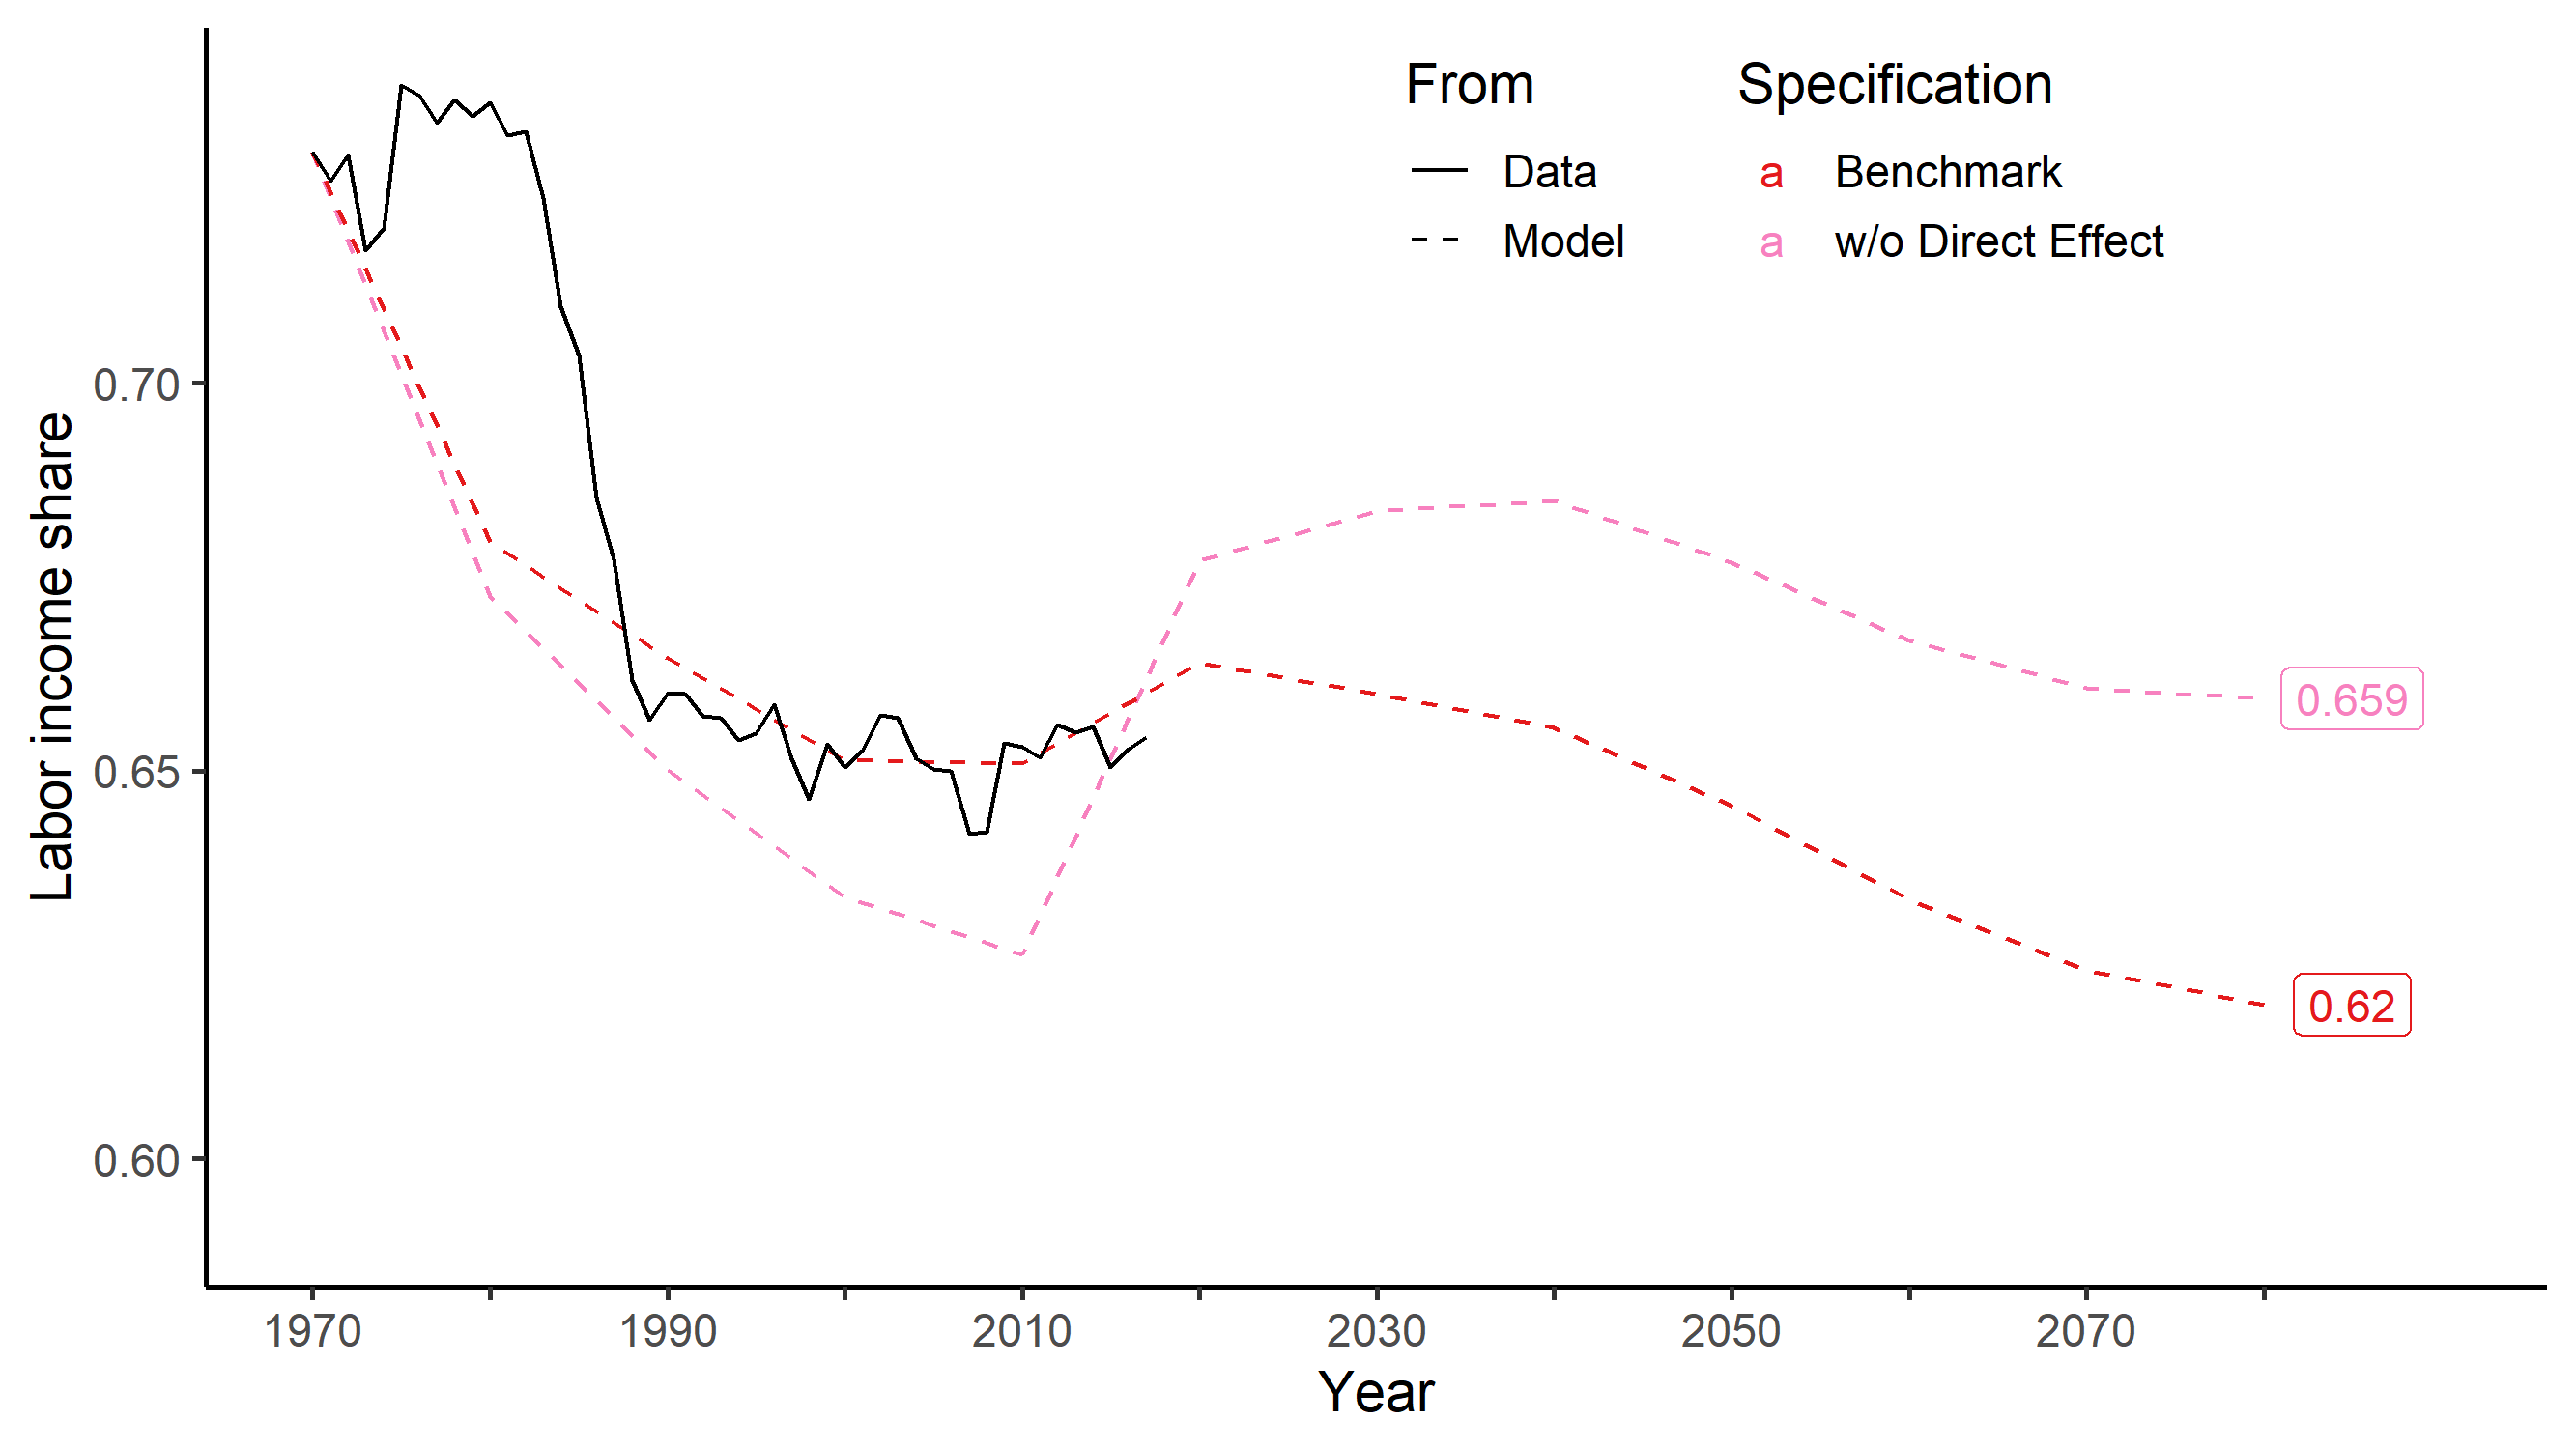 From Specification
Data a Benchmark
Model a w/o Direct Effect
Labor income share
0.70
0.65
0.60
0.659
0.62
1970 1990 2010 2030 2050 2070
Year